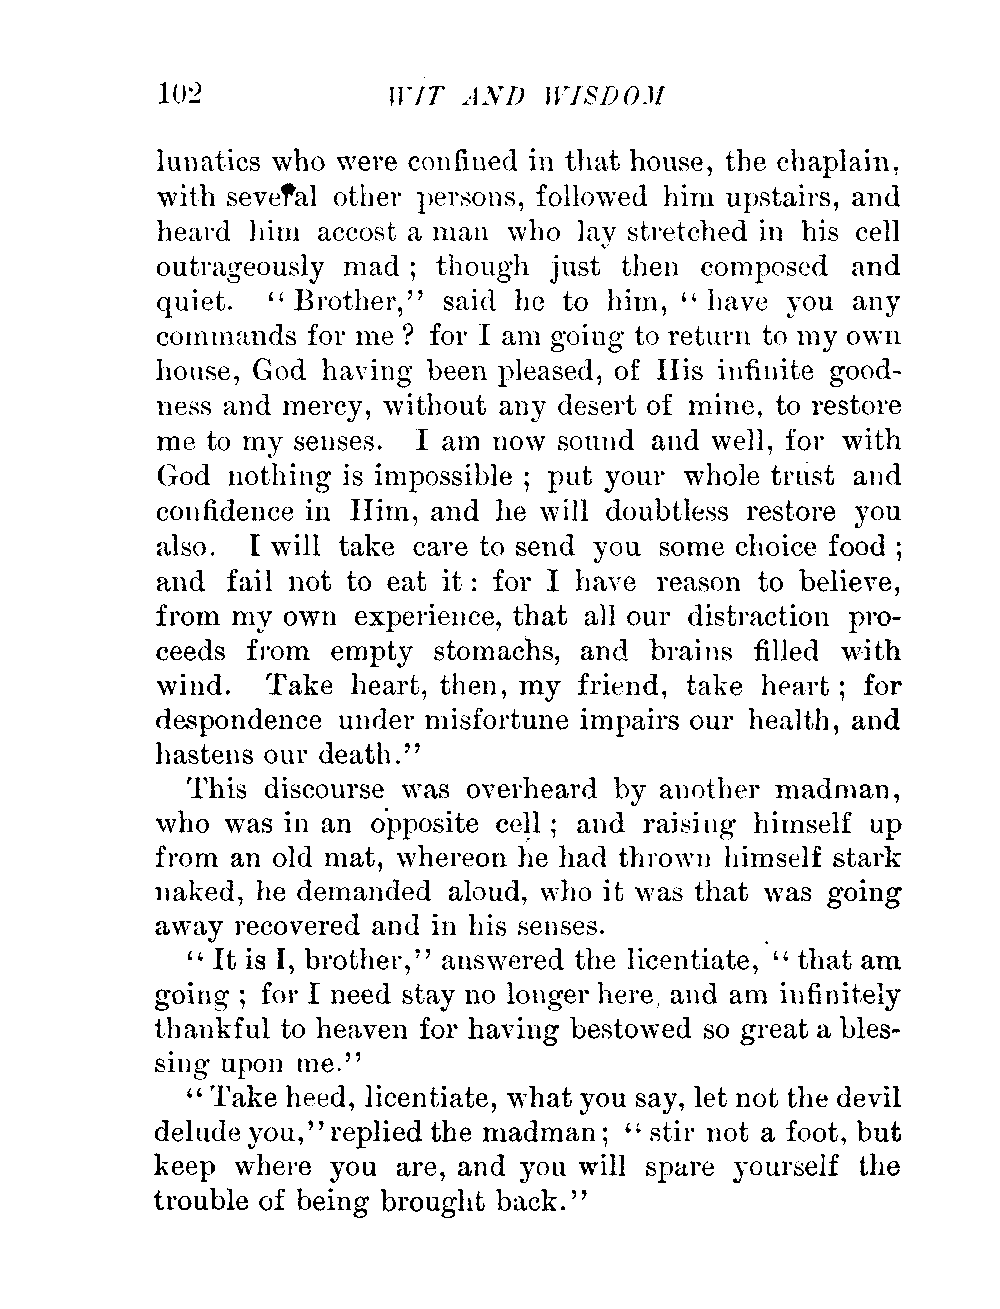 102 WIT AND WISDOM
lunatics who were confined in that house, the chaplain,
with several other persons, followed him upstairs, and
heard him accost a man who lay stretched in his cell
outrageously mad ; though just then composed and
quiet. “ Brother,” said he to him, “ have you any
commands for me ? for I am going to return to my own
house, God having been pleased, of His infinite good-
ness and mercy, without any desert of mine, to restore
me to my senses. I am now sound and well, for with
God nothing is impossible ; put your whole trust and
confidence in Him, and he will doubtless restore you
also. I will take care to send you some choice food ;
and fail not to eat it : for I have reason to believe,
from my own experience, that all our distraction pro-
ceeds from empty stomachs, and brains filled with
wind. Take heart, then, my friend, take heart ; for
despondence under misfortune impairs our health, and
hastens our death.”
This discourse was overheard by another madman,
who was in an opposite cell ; and raising himself up
from an old mat, whereon he had thrown himself stark
naked, he demanded aloud, who it was that was going
away recovered and in his senses.
“ It is I, brother,” answered the licentiate, “ that am
going ; for I need stay no longer here, and am infinitely
thankful to heaven for having bestowed so great a bles-
sing upon me.”
“ Take heed, licentiate, what you say, let not the devil
delude you,” replied the madman ; “ stir not a foot, but
keep where you are, and you will spare yourself the
trouble of being brought back.”